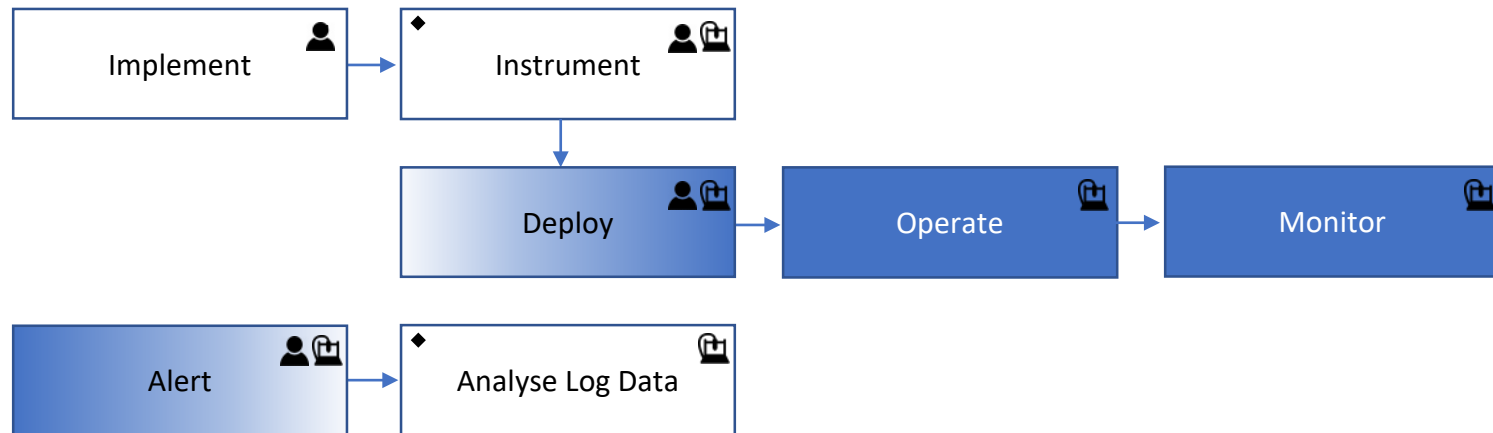 Implement
Instrument
Deploy
Operate
Monitor
Alert
Analyse Log Data